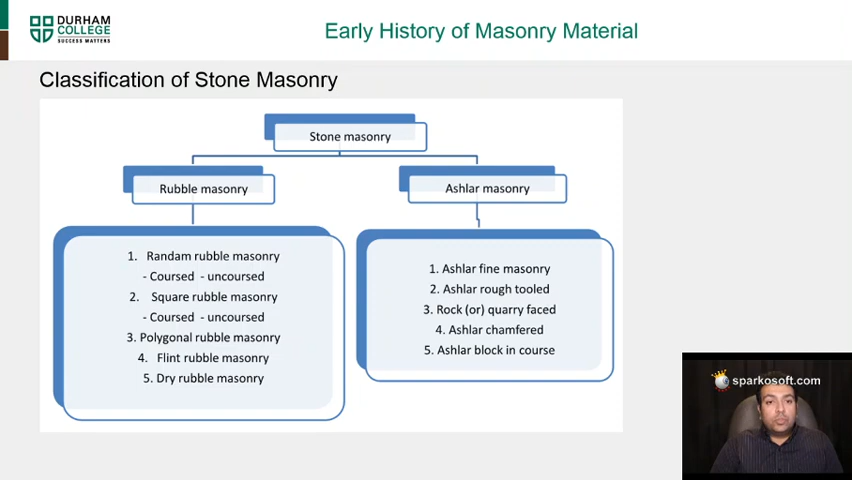 DURHAM
COLLEGE
SUCCESS MATTERS
Early History of Masonry Material
Classification of Stone Masonry
Stone masonry
Rubble masonry
Ashlar masonry
1. Randam rubble masonry
- Coursed - uncoursed
2. Square rubble masonry
- Coursed - uncoursed
3. Polygonal rubble masonry
4. Flint rubble masonry
5. Dry rubble masonry
1. Ashlar fine masonry
2. Ashlar rough tooled
3. Rock (or) quarry faced
4. Ashlar chamfered
5. Ashlar block in course
sparkosoft.com